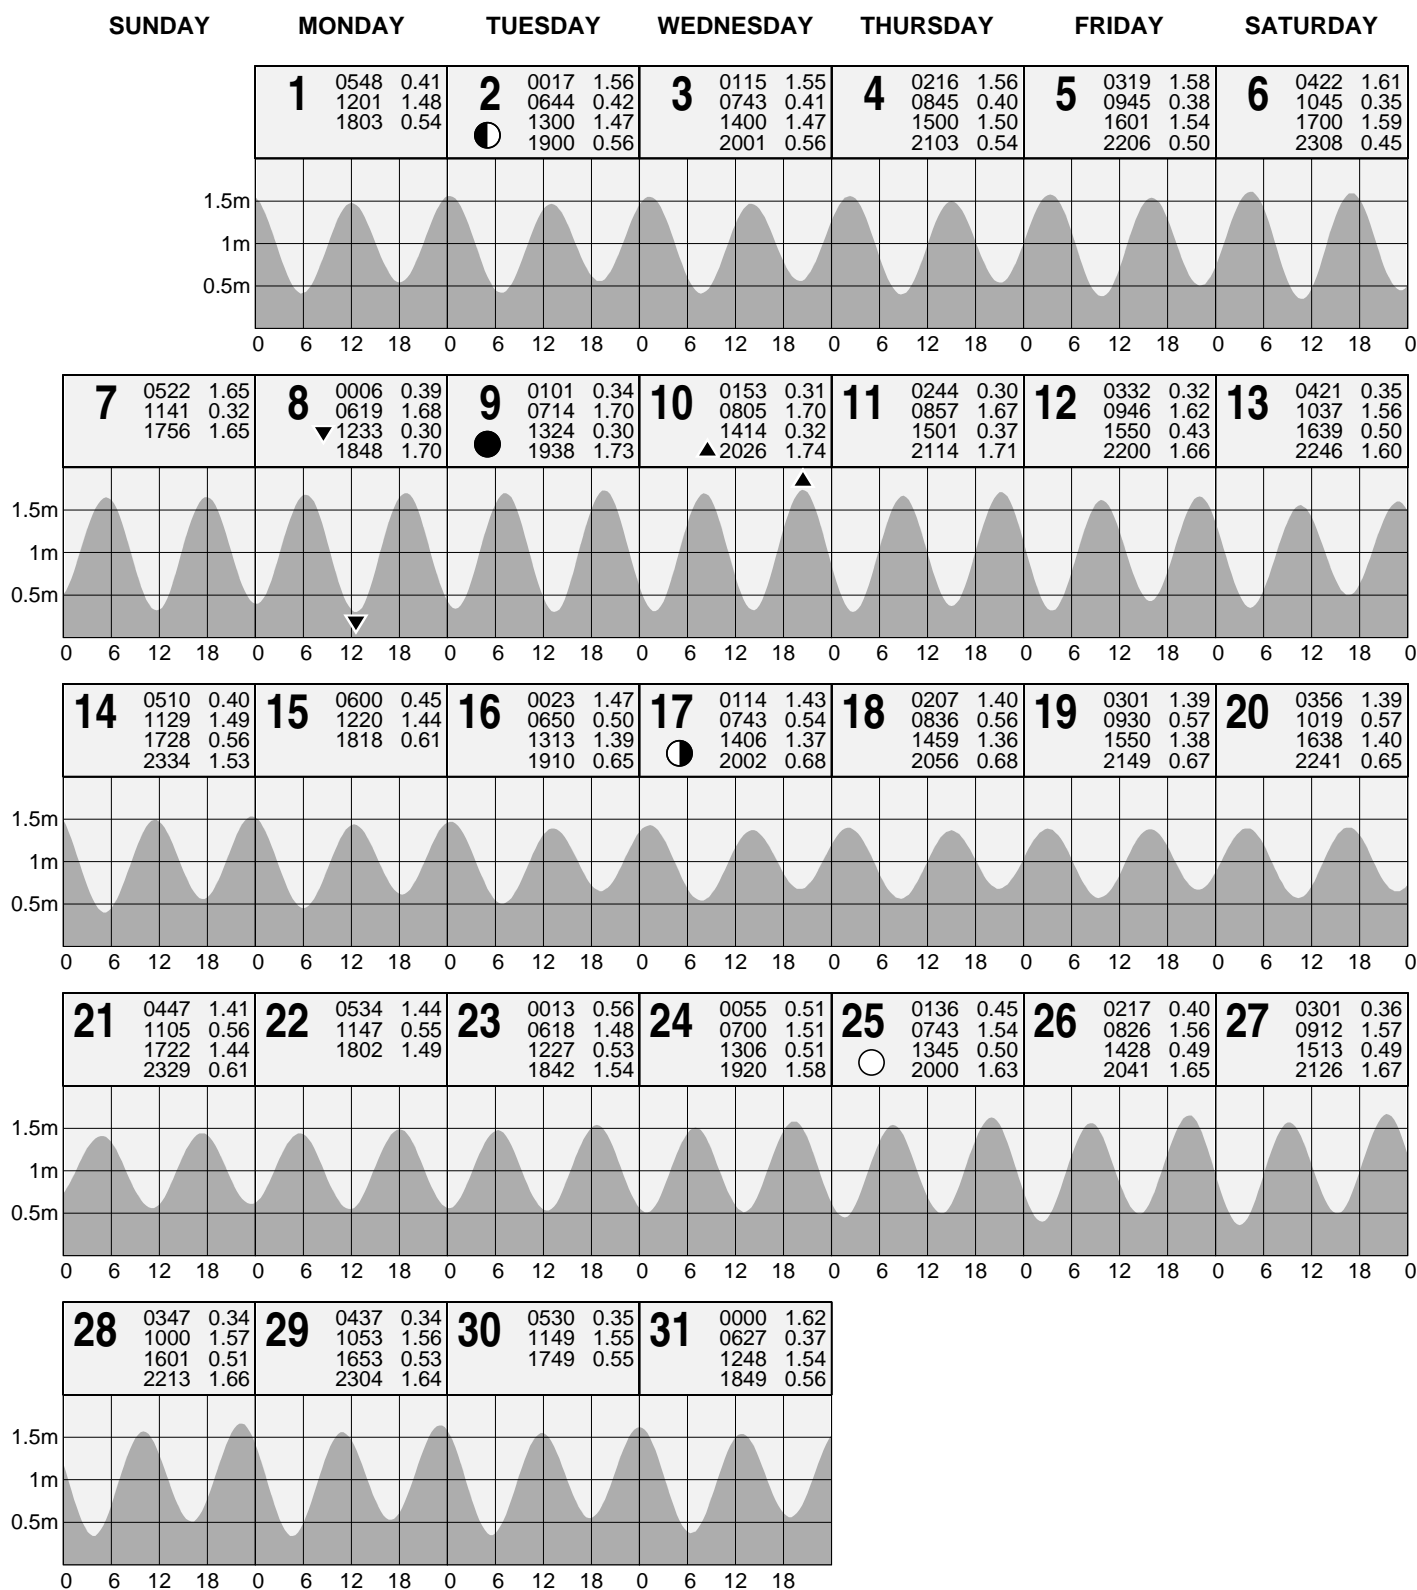 SUNDAY MONDAY TUESDAY WEDNESDAY THURSDAY FRIDAY SATURDAY
1 0548 0.41
1201 1.48
1803 0.54
2 0017 1.56
0644 0.42
1300 1.47
1900 0.56
3 0115 1.55
0743 0.41
1400 1.47
2001 0.56
4 0216 1.56
0845 0.40
1500 1.50
2103 0.54
5 0319 1.58
0945 0.38
1601 1.54
2206 0.50
6 0422 1.61
1045 0.35
1700 1.59
2308 0.45
1.5m
1m
0.5m
0 6 12 18 0 6 12 18 0 6 12 18 0 6 12 18 0 6 12 18 0 6 12 18 0
7 0522 1.65
1141 0.32
1756 1.65
8 0006 0.39
0619 1.68
1233 0.30
1848 1.70
9 0101 0.34
0714 1.70
1324 0.30
1938 1.73
10 0153 0.31
0805 1.70
1414 0.32
2026 1.74
11 0244 0.30
0857 1.67
1501 0.37
2114 1.71
12 0332 0.32
0946 1.62
1550 0.43
2200 1.66
13 0421 0.35
1037 1.56
1639 0.50
2246 1.60
1.5m
1m
0.5m
0 6 12 18 0 6 12 18 0 6 12 18 0 6 12 18 0 6 12 18 0 6 12 18 0 6 12 18 0
14 0510 0.40
1129 1.49
1728 0.56
2334 1.53
15 0600 0.45
1220 1.44
1818 0.61
16 0023 1.47
0650 0.50
1313 1.39
1910 0.65
17 0114 1.43
0743 0.54
1406 1.37
2002 0.68
18 0207 1.40
0836 0.56
1459 1.36
2056 0.68
19 0301 1.39
0930 0.57
1550 1.38
2149 0.67
20 0356 1.39
1019 0.57
1638 1.40
2241 0.65
1.5m
1m
0.5m
0 6 12 18 0 6 12 18 0 6 12 18 0 6 12 18 0 6 12 18 0 6 12 18 0 6 12 18 0
21 0447 1.41
1105 0.56
1722 1.44
2329 0.61
22 0534 1.44
1147 0.55
1802 1.49
23 0013 0.56
0618 1.48
1227 0.53
1842 1.54
24 0055 0.51
0700 1.51
1306 0.51
1920 1.58
25 0136 0.45
0743 1.54
1345 0.50
2000 1.63
26 0217 0.40
0826 1.56
1428 0.49
2041 1.65
27 0301 0.36
0912 1.57
1513 0.49
2126 1.67
1.5m
1m
0.5m
0 6 12 18 0 6 12 18 0 6 12 18 0 6 12 18 0 6 12 18 0 6 12 18 0 6 12 18 0
28 0347 0.34
1000 1.57
1601 0.51
2213 1.66
29 0437 0.34
1053 1.56
1653 0.53
2304 1.64
30 0530 0.35
1149 1.55
1749 0.55
31 0000 1.62
0627 0.37
1248 1.54
1849 0.56
1.5m
1m
0.5m
0 6 12 18 0 6 12 18 0 6 12 18 0 6 12 18